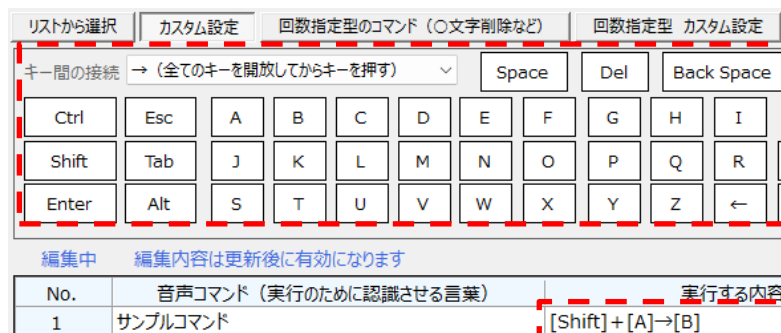 リストから選択 カスタム設定 回数指定型のコマンド（○文字削除など） 回数指定型 カスタム設定
キー間の接続 →（全てのキーを開放してからキーを押す） Space Del Back Space
Ctrl Esc A B C D E F G H I
Shift Tab J K L M N O P Q R
Enter Alt S T U V W X Y Z ←
編集中 編集内容は更新後に有効になります
No. 音声コマンド（実行のために認識させる言葉） 実行する内容
1 サンプルコマンド [Shift]+[A]→[B]